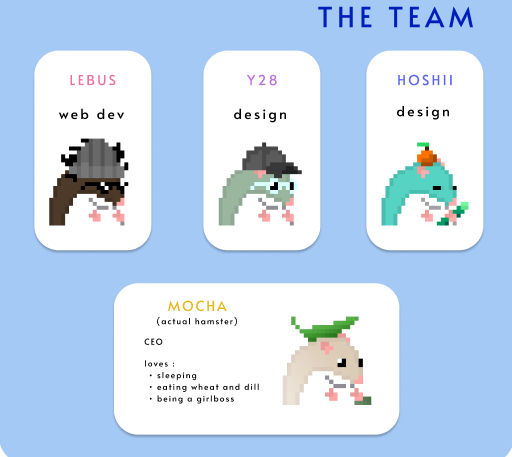 THE TEAM
LEBUS
web dev
Y28
design
HOSHII
design
MOCHA
(actual hamster)
CEO
loves :
• sleeping
• eating wheat and dill
• being a girlboss